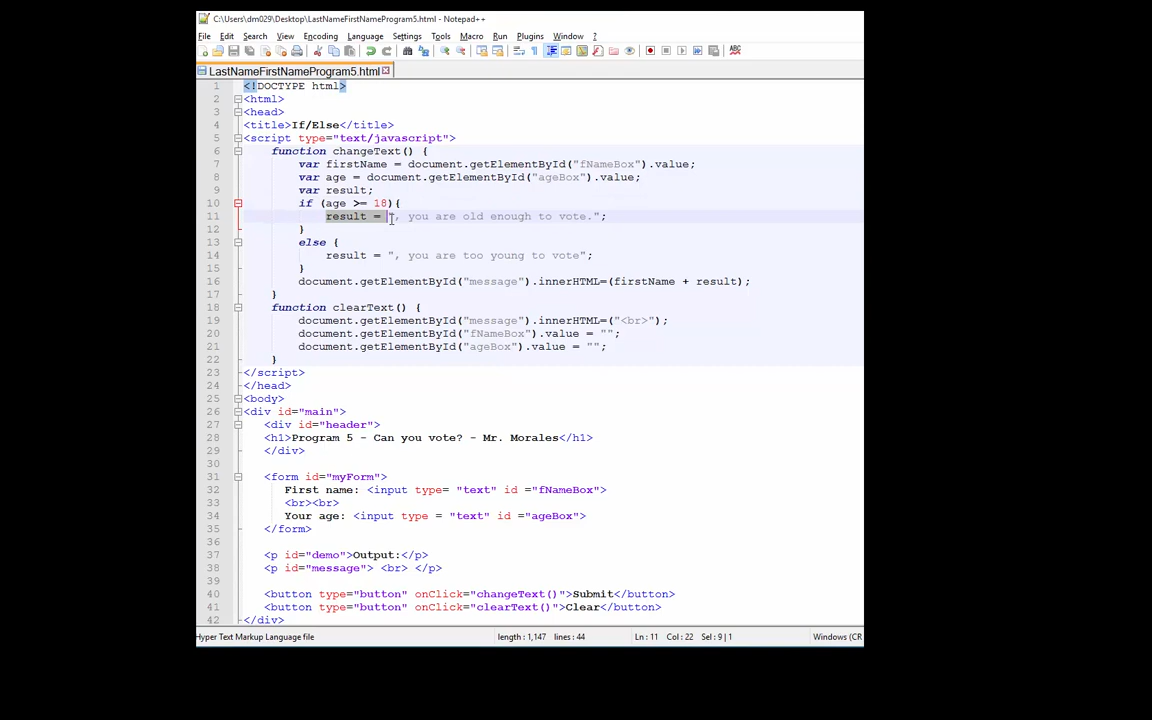 C:\Users\dm029\Desktop\LastNameFirstNameProgram5.html - Notepad++
File Edit Search View Encoding Language Settings Tools Macro Run Plugins Window ?
LastNameFirstNameProgram5.html
1 <!DOCTYPE html>
2 <html>
3 <head>
4 <title>If/Else</title>
5 <script type="text/javascript">
6 function changeText() {
7 var firstName = document.getElementById("fNameBox").value;
8 var age = document.getElementById("ageBox").value;
9 var result;
10 if (age >= 18){
11 result = ", you are old enough to vote.";
12 }
13 else {
14 result = ", you are too young to vote";
15 }
16 document.getElementById("message").innerHTML=(firstName + result);
17 }
18 function clearText() {
19 document.getElementById("message").innerHTML=("<br>");
20 document.getElementById("fNameBox").value = "";
21 document.getElementById("ageBox").value = "";
22 }
23 </script>
24 </head>
25 <body>
26 <div id="main">
27 <div id="header">
28 <h1>Program 5 - Can you vote? - Mr. Morales</h1>
29 </div>
30
31 <form id="myForm">
32 First name: <input type= "text" id ="fNameBox">
33 <br><br>
34 Your age: <input type = "text" id ="ageBox">
35 </form>
36
37 <p id="demo">Output:</p>
38 <p id="message"> <br> </p>
39
40 <button type="button" onClick="changeText()">Submit</button>
41 <button type="button" onClick="clearText()">Clear</button>
42 </div>
Hyper Text Markup Language file length : 1,147 lines : 44 Ln : 11 Col : 22 Sel : 9 | 1 Windows (CR